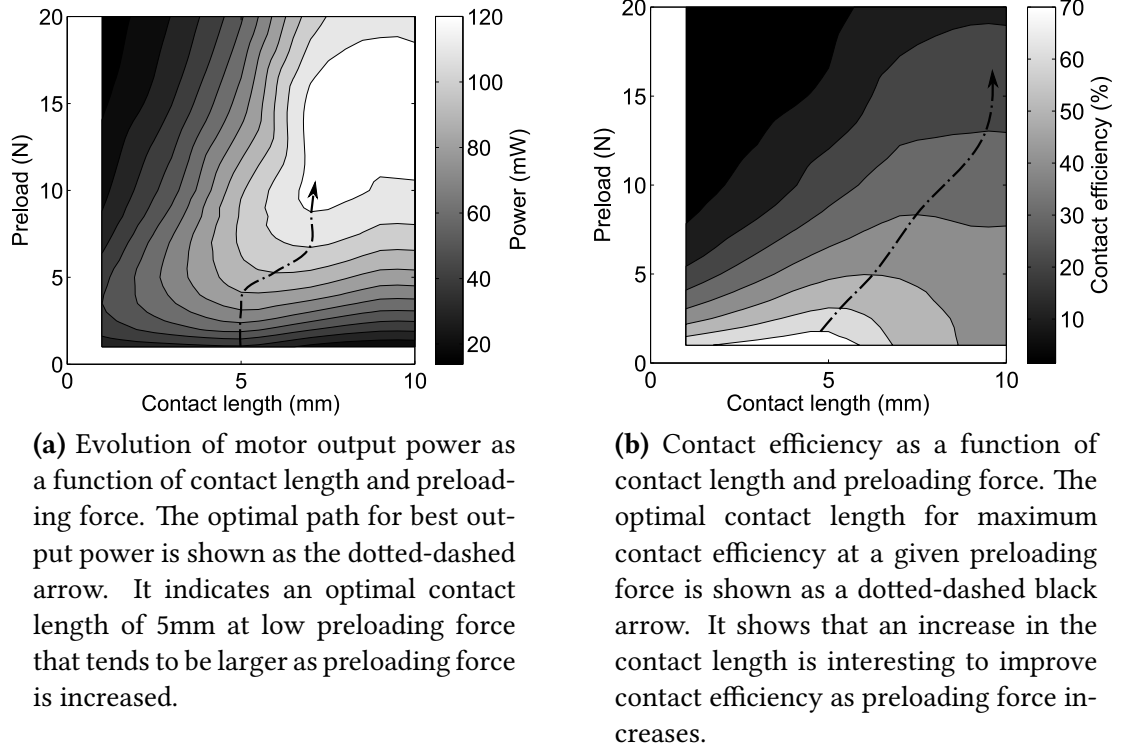 20
15
10
5
0
0
5
10
Preload (N)
Contact length (mm)
120
100
80
60
40
20
Power (mW)
20
15
10
5
0
0
5
10
Preload (N)
Contact length (mm)
70
60
50
40
30
20
10
Contact efficiency (%)
(a) Evolution of motor output power as
a function of contact length and preload-
ing force. The optimal path for best out-
put power is shown as the dotted-dashed
arrow. It indicates an optimal contact
length of 5mm at low preloading force
that tends to be larger as preloading force
is increased.
(b) Contact efficiency as a function of
contact length and preloading force. The
optimal contact length for maximum
contact efficiency at a given preloading
force is shown as a dotted-dashed black
arrow. It shows that an increase in the
contact length is interesting to improve
contact efficiency as preloading force in-
creases.